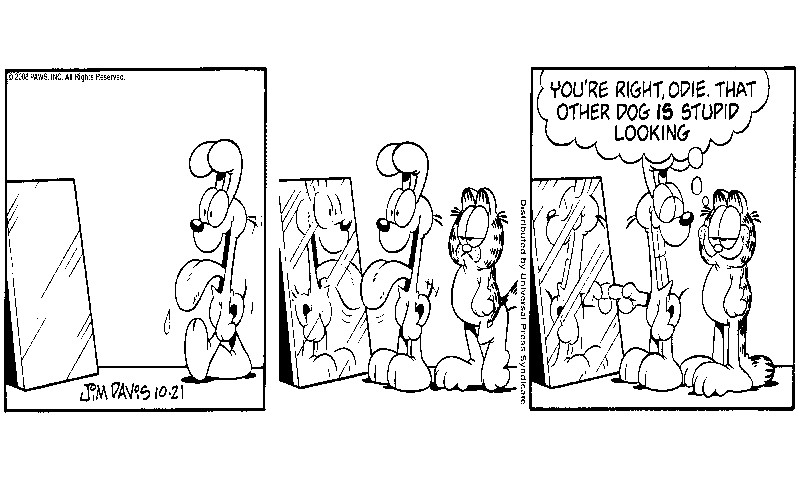 © 2008 PAWS, INC. All Rights Reserved.
JIM DAVIS 10·21
Distributed by Universal Press Syndicate
YOU'RE RIGHT, ODIE. THAT
OTHER DOG IS STUPID
LOOKING